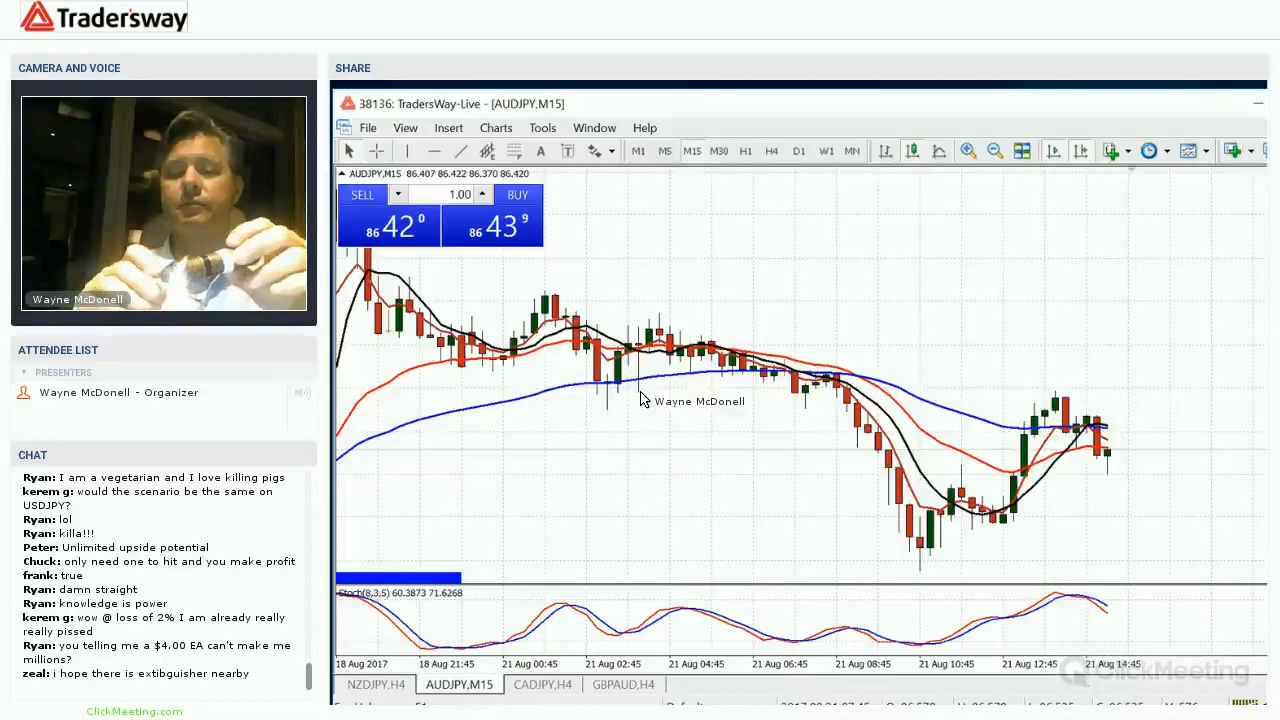 Tradersway
CAMERA AND VOICE
SHARE
Wayne McDonell
ATTENDEE LIST
PRESENTERS
Wayne McDonell - Organizer
CHAT
Ryan: I am a vegetarian and I love killing pigs
kerem g: would the scenario be the same on
USDJPY?
Ryan: lol
Ryan: killa!!!
Peter: Unlimited upside potential
Chuck: only need one to hit and you make profit
frank: true
Ryan: damn straight
Ryan: knowledge is power
kerem g: wow @ loss of 2% I am already really
really pissed
Ryan: you telling me a $4.00 EA can't make me
millions?
zeal: i hope there is extibguisher nearby
ClickMeeting.com
38136: TradersWay-Live - [AUDJPY,M15]
File View Insert Charts Tools Window Help
A T M1 M5 M15 M30 H1 H4 D1 W1 MN
AUDJPY,M15 86.407 86.422 86.370 86.420
SELL 1.00 BUY
86 42 0 86 43 9
Wayne McDonell
Stoch(8,3,5) 60.3873 71.6268
18 Aug 2017 18 Aug 21:45 21 Aug 00:45 21 Aug 02:45 21 Aug 04:45 21 Aug 06:45 21 Aug 08:45 21 Aug 10:45 21 Aug 12:45 21 Aug 14:45
ClickMeeting
NZDJPY,H4 AUDJPY,M15 CADJPY,H4 GBPAUD,H4